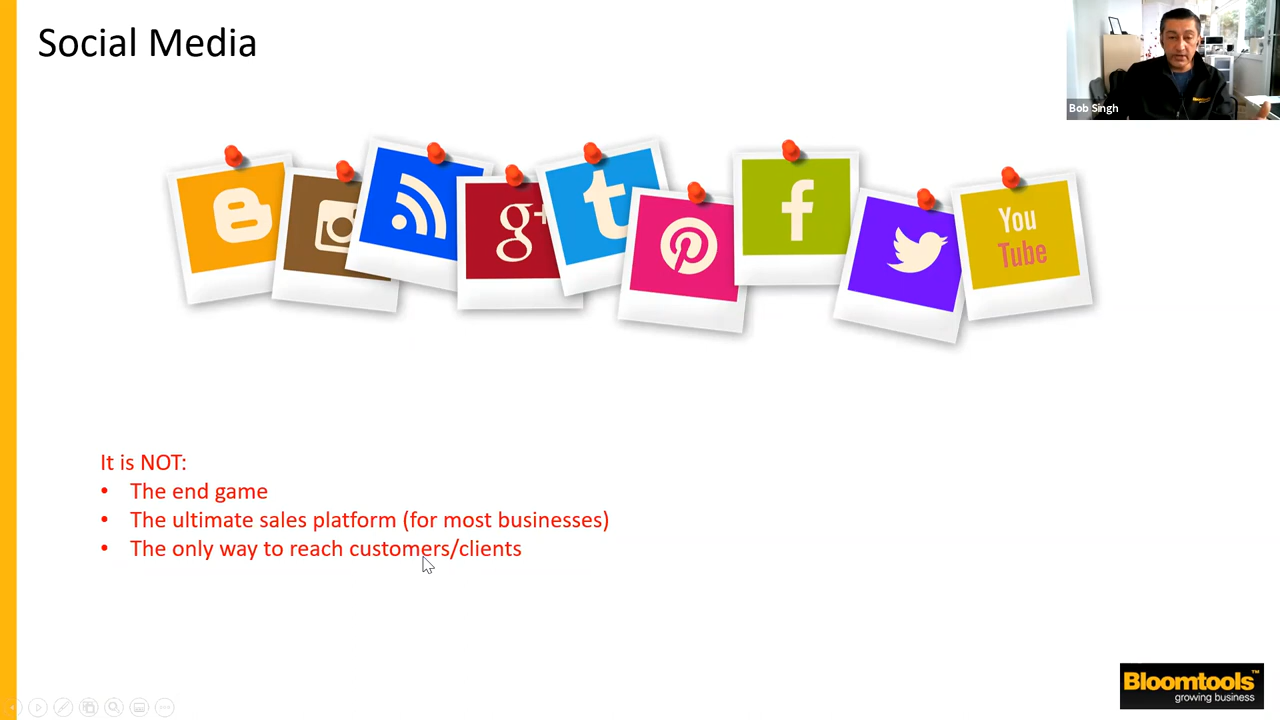 Social Media
Bob Singh
Bloomtools
g+
t
f
You
Tube
It is NOT:
• The end game
• The ultimate sales platform (for most businesses)
• The only way to reach customers/clients
Bloomtools™
growing business